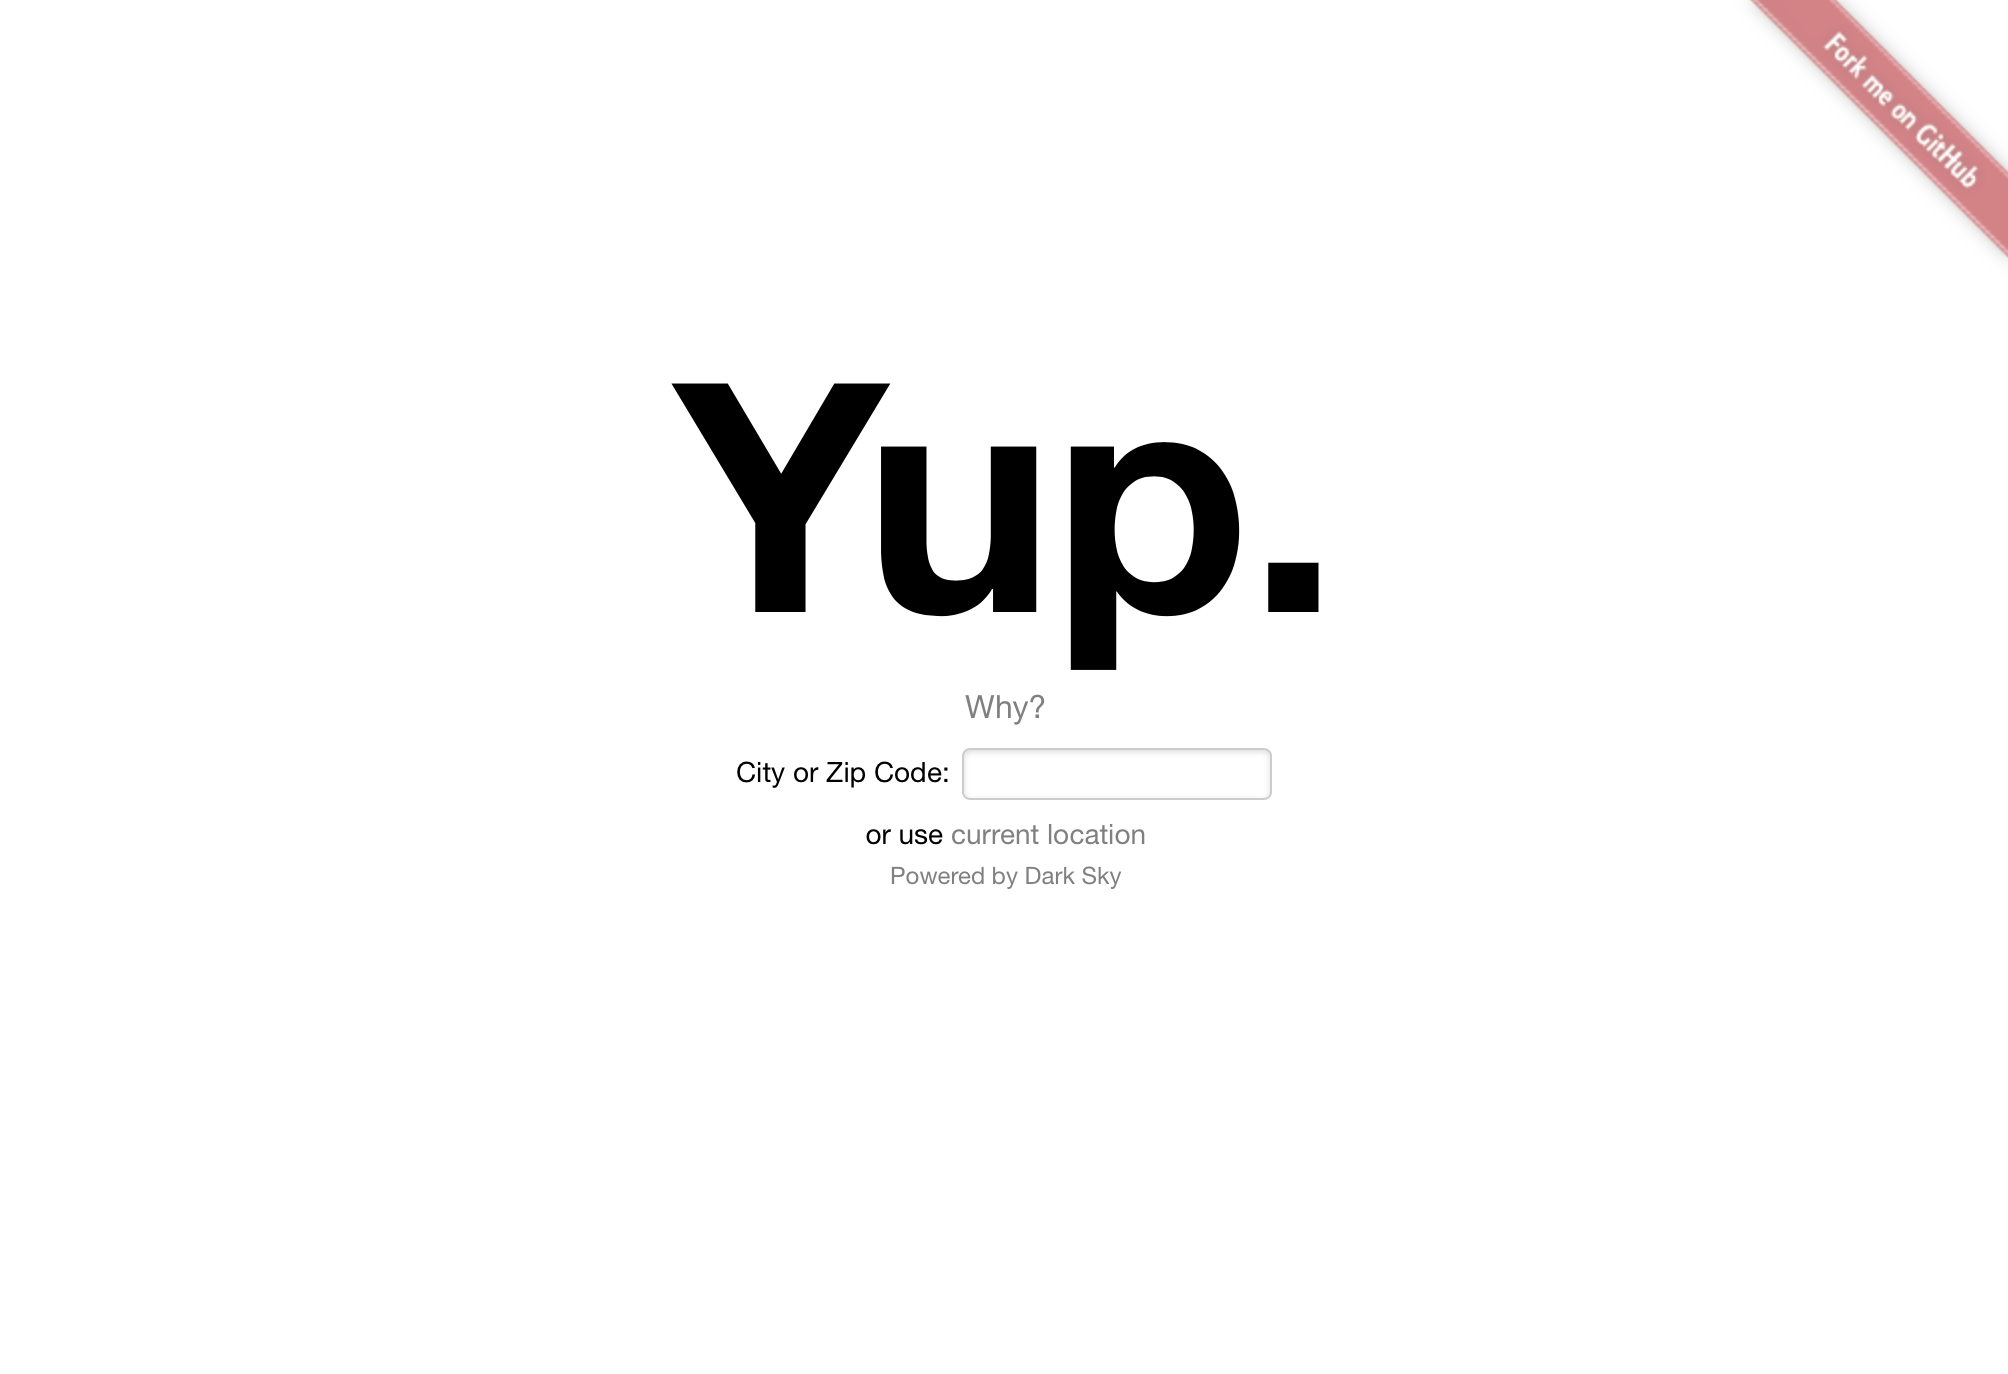 Fork me on GitHub
Yup.
Why?
City or Zip Code:
or use current location
Powered by Dark Sky